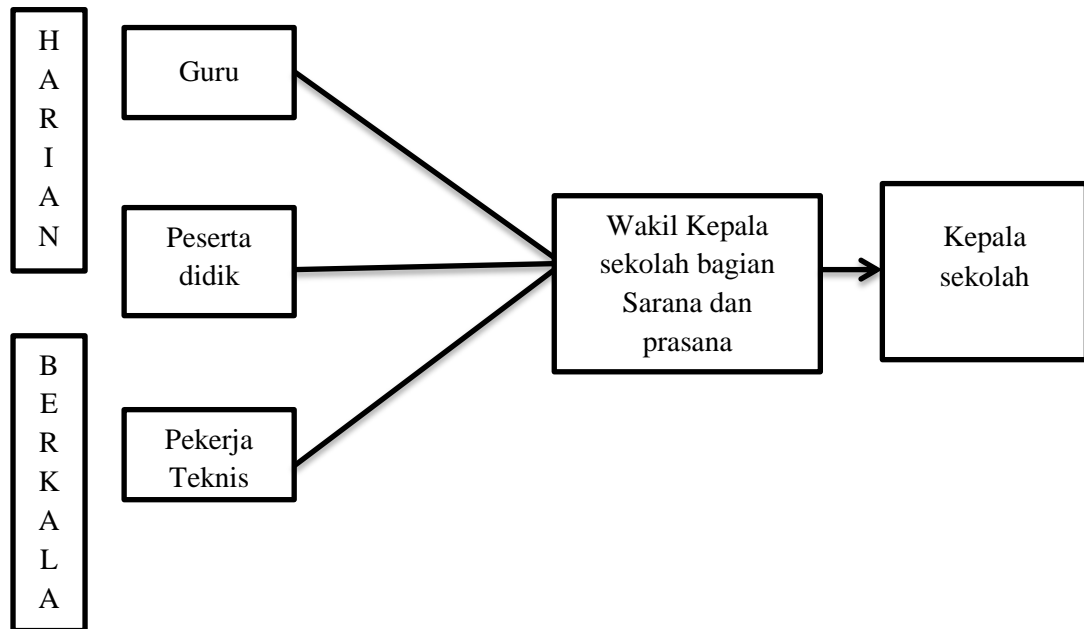 H
A
R
I
A
N
Guru
Peserta
didik
B
E
R
K
A
L
A
Pekerja
Teknis
Wakil Kepala
sekolah bagian
Sarana dan
prasana
Kepala
sekolah